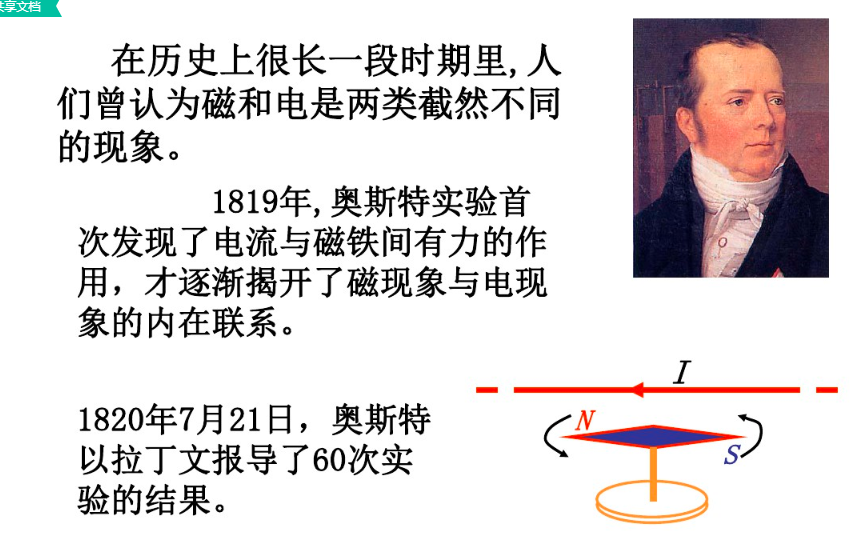 共享文档
在历史上很长一段时期里,人
们曾认为磁和电是两类截然不同
的现象。
1819年,奥斯特实验首
次发现了电流与磁铁间有力的作
用，才逐渐揭开了磁现象与电现
象的内在联系。
I
1820年7月21日，奥斯特
以拉丁文报导了60次实
验的结果。
N
S